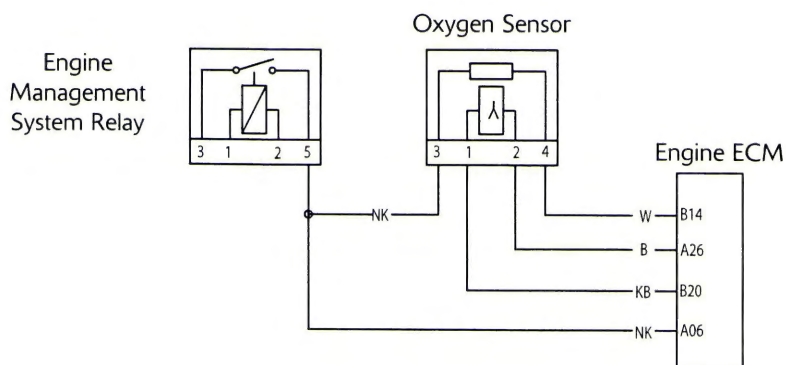 Oxygen Sensor
Engine
Management
System Relay
3 1 2 5
3 1 2 4
Engine ECM
NK
W B14
B A26
KB B20
NK A06